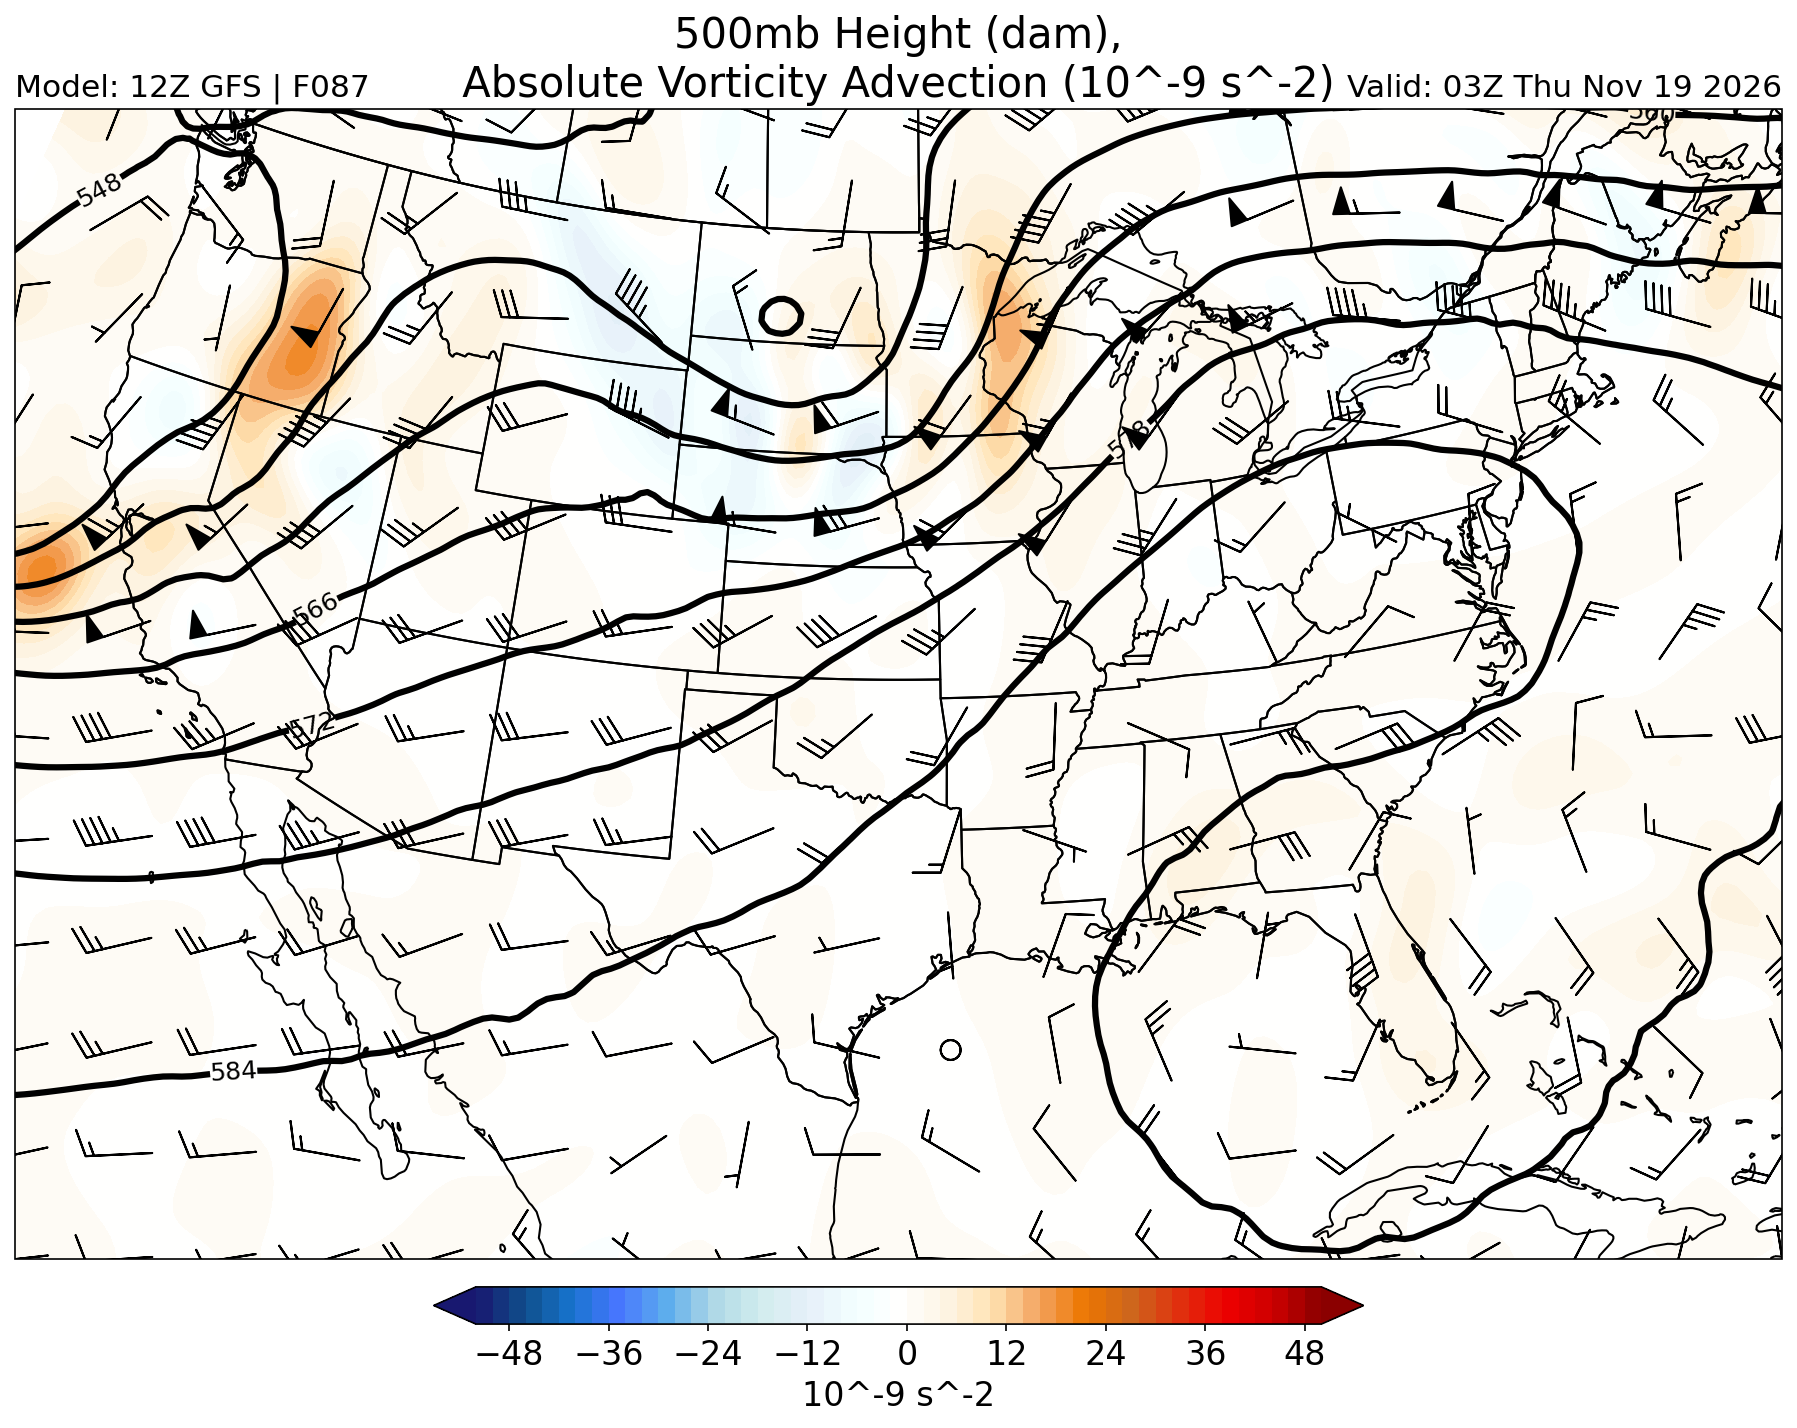 500mb Height (dam),
Model: 12Z GFS | F087
Absolute Vorticity Advection (10^-9 s^-2)
Valid: 03Z Thu Nov 19 2026
548
566
572
578
584
−48 −36 −24 −12 0 12 24 36 48
10^-9 s^-2